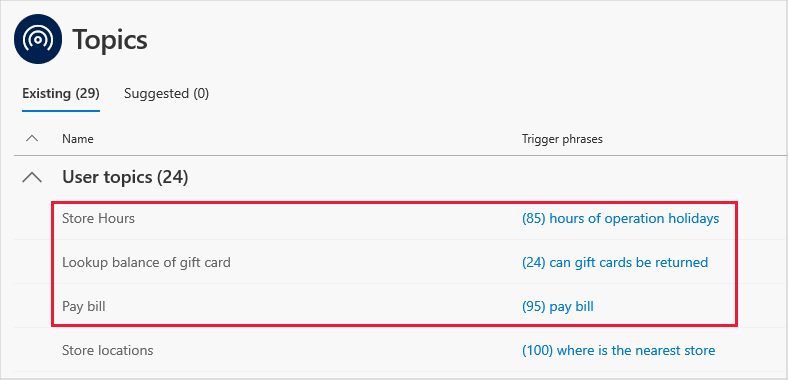 Topics
Existing (29) Suggested (0)
Name Trigger phrases
User topics (24)
Store Hours (85) hours of operation holidays
Lookup balance of gift card (24) can gift cards be returned
Pay bill (95) pay bill
Store locations (100) where is the nearest store